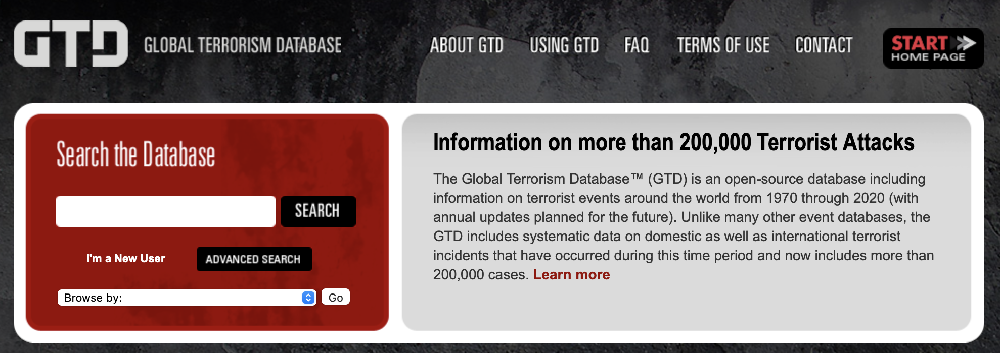 GTD GLOBAL TERRORISM DATABASE
ABOUT GTD USING GTD FAQ TERMS OF USE CONTACT
START
HOME PAGE
Search the Database
SEARCH
I'm a New User
ADVANCED SEARCH
Browse by:
Go
Information on more than 200,000 Terrorist Attacks
The Global Terrorism Database™ (GTD) is an open-source database including
information on terrorist events around the world from 1970 through 2020 (with
annual updates planned for the future). Unlike many other event databases, the
GTD includes systematic data on domestic as well as international terrorist
incidents that have occurred during this time period and now includes more than
200,000 cases. Learn more